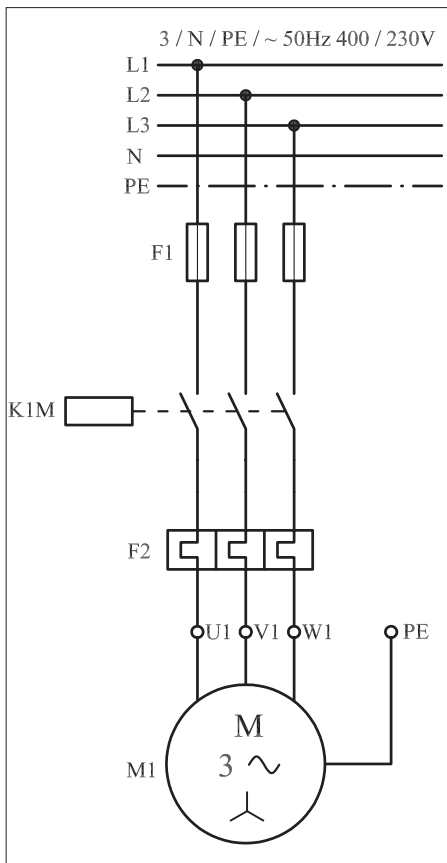 3 / N / PE / ~ 50Hz 400 / 230V
L1
L2
L3
N
PE
F1
K1M
F2
U1 V1 W1 PE
M
M1
3